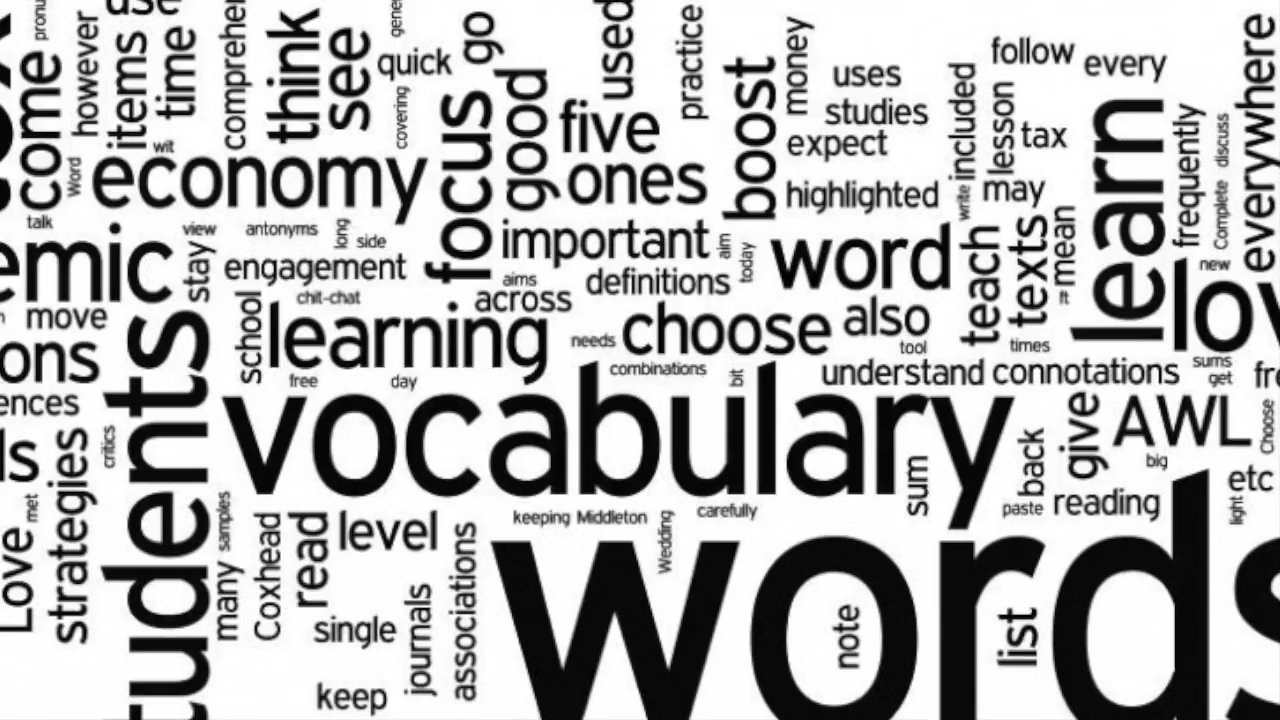 however
items
time
think
see
quick
go
used
practice
money
uses
follow
every
everywhere
come
Word
wit
covering
focus
good
five
boost
studies
expect
included
lesson
tax
learn
frequently
discuss
economy
ones
highlighted
write
may
Complete
talk
view
antonyms
long
side
important
aim
today
word
teach
texts
mean
stay
engagement
aims
definitions
new
chit-chat
across
ft
move
school
learning
needs
choose
also
tool
times
students
free
day
combinations
bit
understand
connotations
sums
get
vocabulary
give
AWL
Choose
strategies
critics
sum
back
big
etc
met
samples
keeping
Middleton
carefully
paste
reading
light
Love
many
Coxhead
read
level
associations
Wedding
words
single
journals
note
list
keep